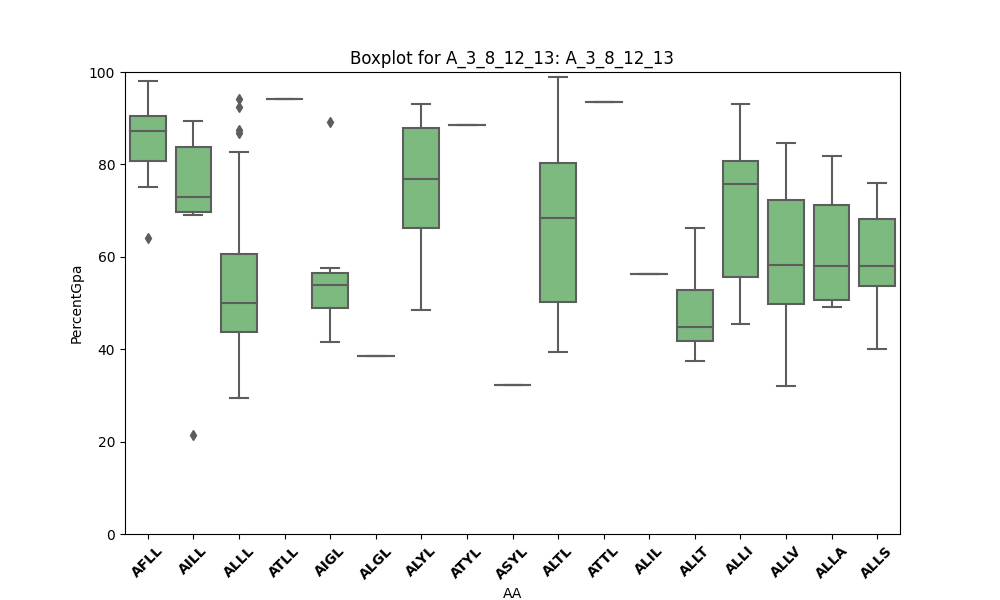 Boxplot for A_3_8_12_13: A_3_8_12_13
100
80
60
40
20
0
PercentGpa
AFLL AILL ALLL ATLL AIGL ALGL ALYL ATYL ASYL ALTL ATTL ALIL ALLT ALLI ALLV ALLA ALLS
AA